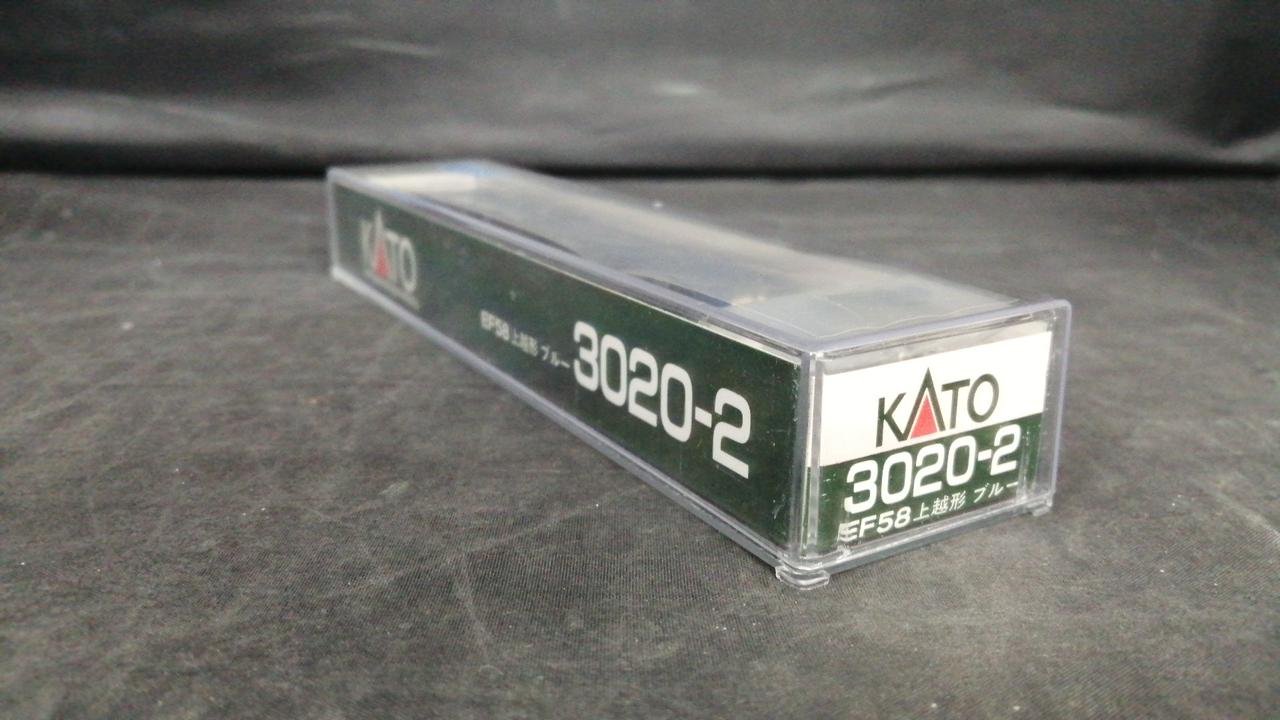 KATO
EF58 上越形 ブルー 3020-2
KATO
3020-2
EF58 上越形 ブルー